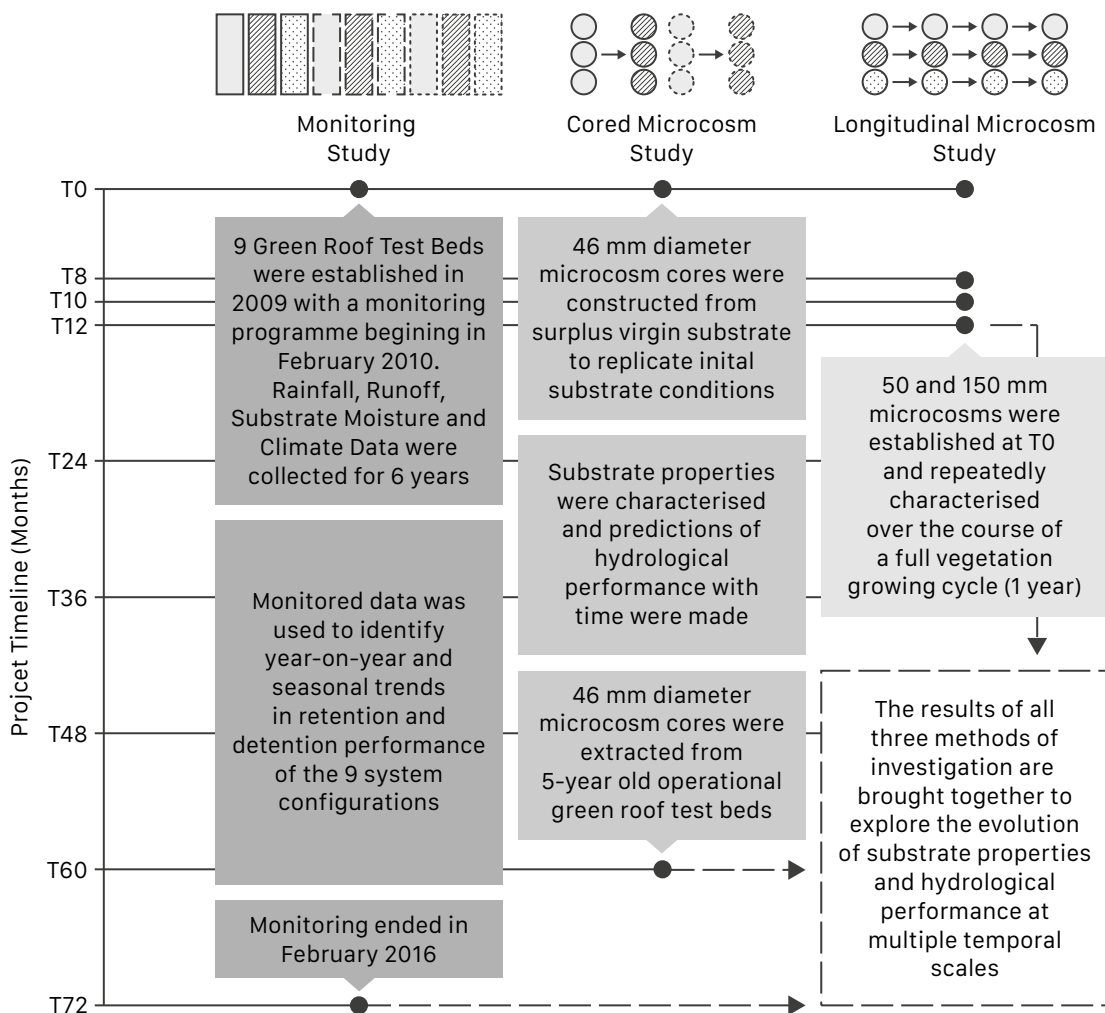 Monitoring
Study
Cored Microcosm
Study
Longitudinal Microcosm
Study
Projcet Timeline (Months)
T0
T8
T10
T12
T24
T36
T48
T60
T72
9 Green Roof Test Beds
were established in
2009 with a monitoring
programme begining in
February 2010.
Rainfall, Runoff,
Substrate Moisture and
Climate Data were
collected for 6 years
Monitored data was
used to identify
year-on-year and
seasonal trends
in retention and
detention performance
of the 9 system
configurations
Monitoring ended in
February 2016
46 mm diameter
microcosm cores were
constructed from
surplus virgin substrate
to replicate inital
substrate conditions
Substrate properties
were characterised
and predictions of
hydrological
performance with
time were made
46 mm diameter
microcosm cores were
extracted from
5-year old operational
green roof test beds
50 and 150 mm
microcosms were
established at T0
and repeatedly
characterised
over the course of
a full vegetation
growing cycle (1 year)
The results of all
three methods of
investigation are
brought together to
explore the evolution
of substrate properties
and hydrological
performance at
multiple temporal
scales